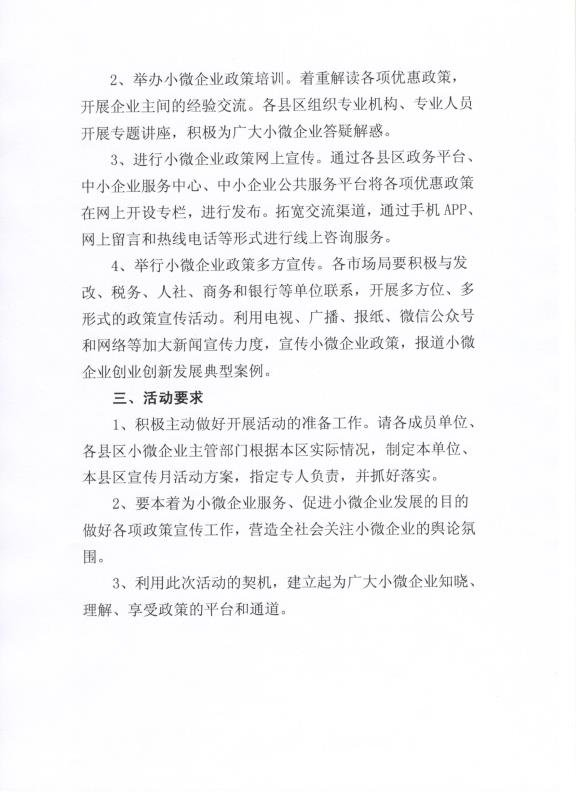 2、举办小微企业政策培训。着重解读各项优惠政策，
开展企业主间的经验交流。各县区组织专业机构、专业人员
开展专题讲座，积极为广大小微企业答疑解惑。
3、进行小微企业政策网上宣传。通过各县区政务平台、
中小企业服务中心、中小企业公共服务平台将各项优惠政策
在网上开设专栏，进行发布。拓宽交流渠道，通过手机 APP、
网上留言和热线电话等形式进行线上咨询服务。
4、举行小微企业政策多方宣传。各市场局要积极与发
改、税务、人社、商务和银行等单位联系，开展多方位、多
形式的政策宣传活动。利用电视、广播、报纸、微信公众号
和网络等加大新闻宣传力度，宣传小微企业政策，报道小微
企业创业创新发展典型案例。
三、活动要求
1、积极主动做好开展活动的准备工作。请各成员单位、
各县区小微企业主管部门根据本区实际情况，制定本单位、
本县区宣传月活动方案，指定专人负责，并抓好落实。
2、要本着为小微企业服务、促进小微企业发展的目的
做好各项政策宣传工作，营造全社会关注小微企业的舆论氛
围。
3、利用此次活动的契机，建立起为广大小微企业知晓、
理解、享受政策的平台和通道。